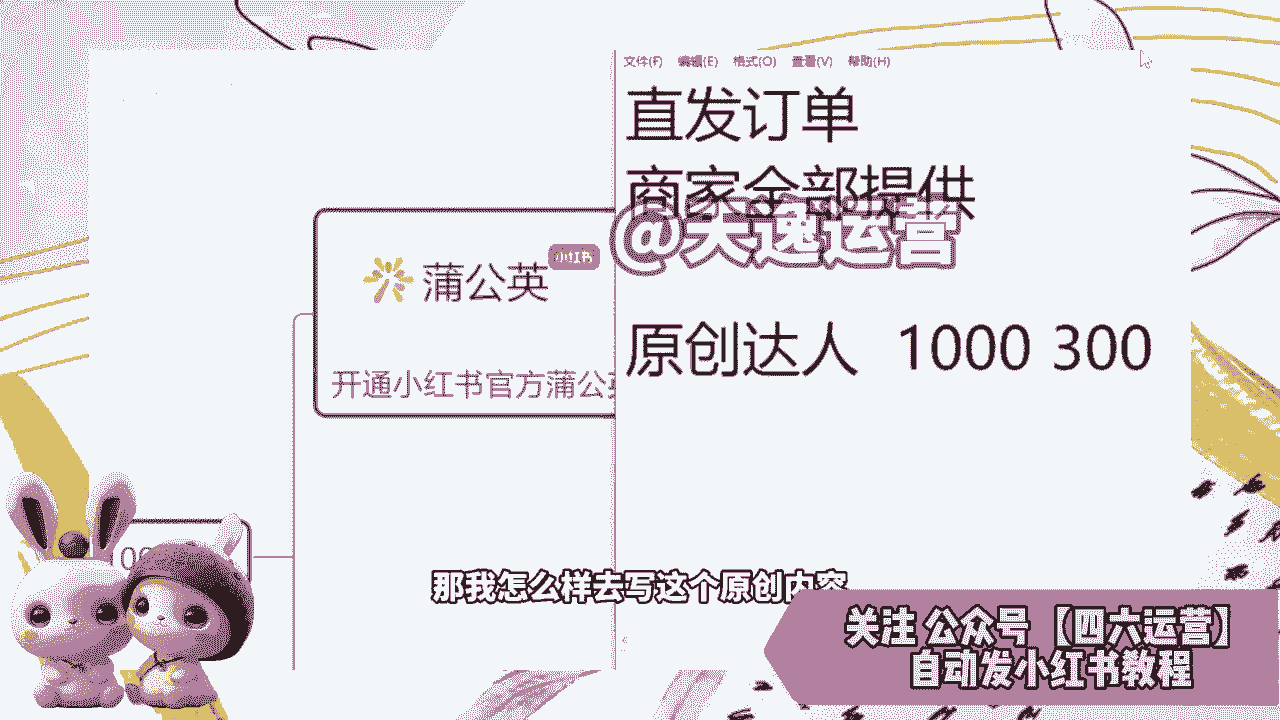 文件(F) 编辑(E) 格式(O) 查看(V) 帮助(H)
直发订单
商家全部提供
@天逸运营
小红书
蒲公英
原创达人 1000 300
开通小红书官方蒲公英
那我怎么样去写这个原创内容
关注 公众号【四六运营】
自动发小红书教程